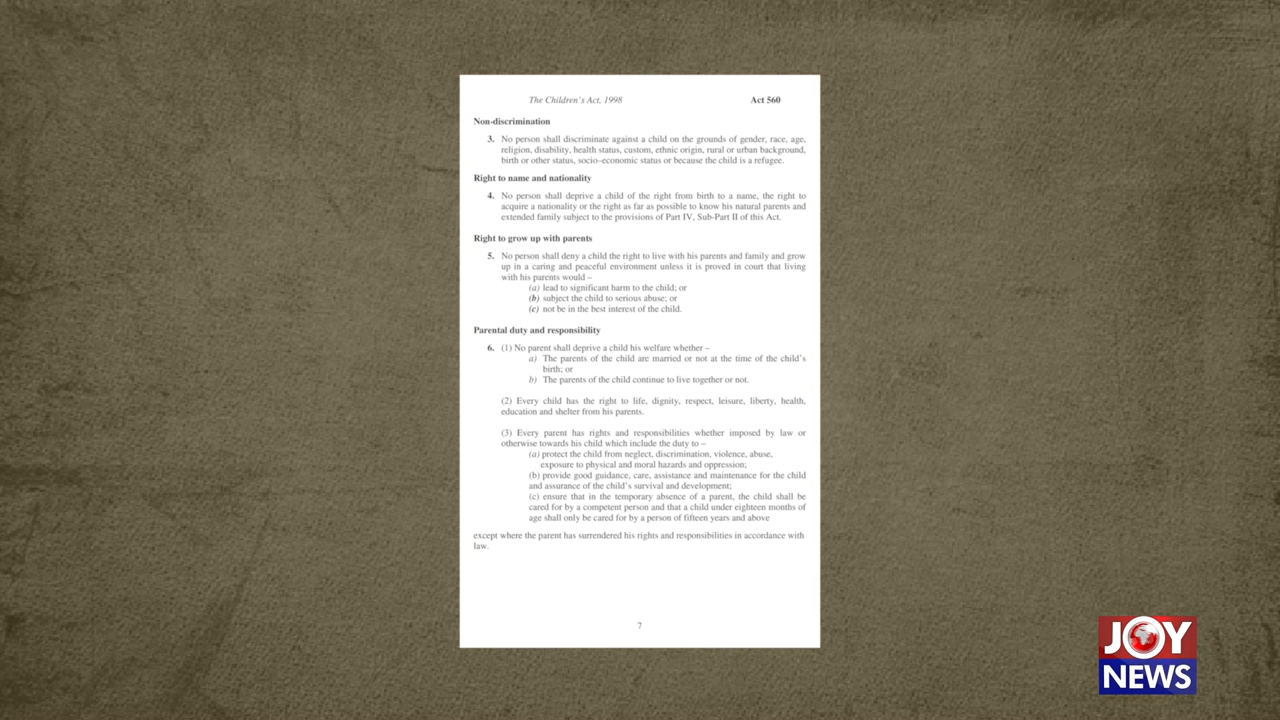 The Children's Act, 1998 Act 560
Non-discrimination
3. No person shall discriminate against a child on the grounds of gender, race, age,
religion, disability, health status, custom, ethnic origin, rural or urban background,
birth or other status, socio–economic status or because the child is a refugee.
Right to name and nationality
4. No person shall deprive a child of the right from birth to a name, the right to
acquire a nationality or the right as far as possible to know his natural parents and
extended family subject to the provisions of Part IV, Sub-Part II of this Act.
Right to grow up with parents
5. No person shall deny a child the right to live with his parents and family and grow
up in a caring and peaceful environment unless it is proved in court that living
with his parents would –
(a) lead to significant harm to the child; or
(b) subject the child to serious abuse; or
(c) not be in the best interest of the child.
Parental duty and responsibility
6. (1) No parent shall deprive a child his welfare whether –
a) The parents of the child are married or not at the time of the child's
birth; or
b) The parents of the child continue to live together or not.
(2) Every child has the right to life, dignity, respect, leisure, liberty, health,
education and shelter from his parents.
(3) Every parent has rights and responsibilities whether imposed by law or
otherwise towards his child which include the duty to –
(a) protect the child from neglect, discrimination, violence, abuse,
exposure to physical and moral hazards and oppression;
(b) provide good guidance, care, assistance and maintenance for the child
and assurance of the child's survival and development;
(c) ensure that in the temporary absence of a parent, the child shall be
cared for by a competent person and that a child under eighteen months of
age shall only be cared for by a person of fifteen years and above
except where the parent has surrendered his rights and responsibilities in accordance with
law.
7
JOY
NEWS